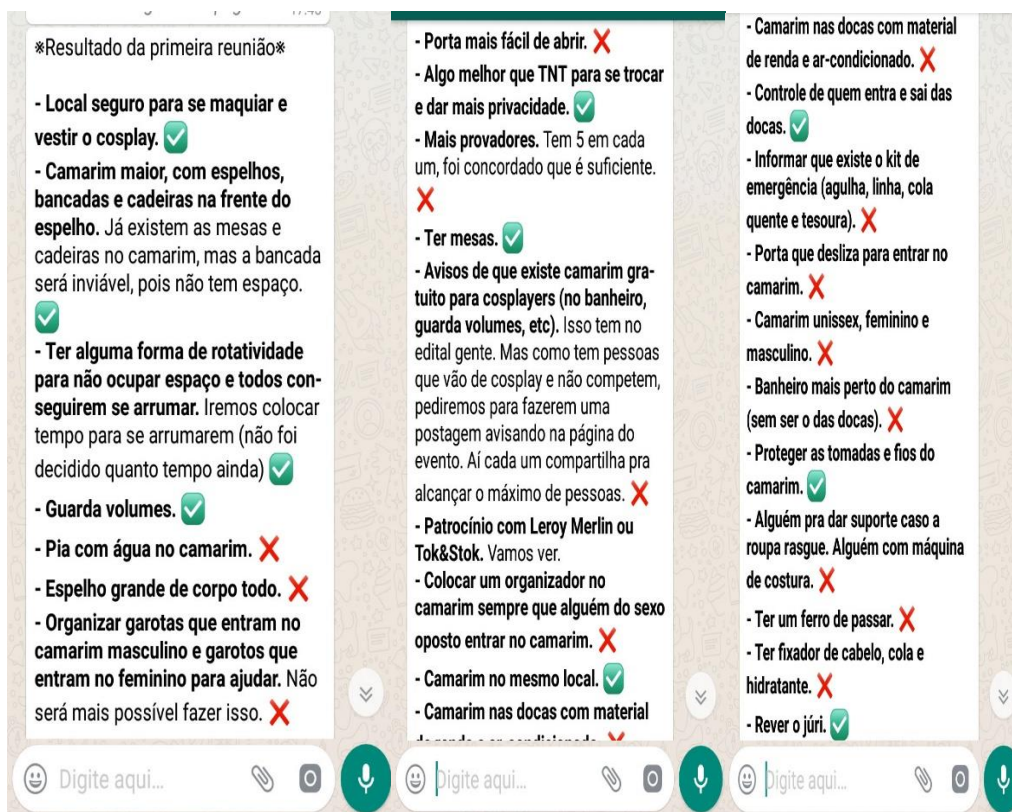 17:46
※Resultado da primeira reunião※
- Local seguro para se maquiar e
vestir o cosplay. ✅
- Camarim maior, com espelhos,
bancadas e cadeiras na frente do
espelho. Já existem as mesas e
cadeiras no camarim, mas a bancada
será inviável, pois não tem espaço.
✅
- Ter alguma forma de rotatividade
para não ocupar espaço e todos con-
seguirem se arrumar. Iremos colocar
tempo para se arrumarem (não foi
decidido quanto tempo ainda) ✅
- Guarda volumes. ✅
- Pia com água no camarim. ❌
- Espelho grande de corpo todo. ❌
- Organizar garotas que entram no
camarim masculino e garotos que
entram no feminino para ajudar. Não
será mais possível fazer isso. ❌
Digite aqui...
- Porta mais fácil de abrir. ❌
- Algo melhor que TNT para se trocar
e dar mais privacidade. ✅
- Mais provadores. Tem 5 em cada
um, foi concordado que é suficiente.
❌
- Ter mesas. ✅
- Avisos de que existe camarim gra-
tuito para cosplayers (no banheiro,
guarda volumes, etc). Isso tem no
edital gente. Mas como tem pessoas
que vão de cosplay e não competem,
pediremos para fazerem uma
postagem avisando na página do
evento. Aí cada um compartilha pra
alcançar o máximo de pessoas. ❌
- Patrocínio com Leroy Merlin ou
Tok&Stok. Vamos ver.
- Colocar um organizador no
camarim sempre que alguém do sexo
oposto entrar no camarim. ❌
- Camarim no mesmo local. ✅
- Camarim nas docas com material
de renda e ar-condicionado. ❌
Digite aqui...
- Camarim nas docas com material
de renda e ar-condicionado. ❌
- Controle de quem entra e sai das
docas. ✅
- Informar que existe o kit de
emergência (agulha, linha, cola
quente e tesoura). ❌
- Porta que desliza para entrar no
camarim. ❌
- Camarim unissex, feminino e
masculino. ❌
- Banheiro mais perto do camarim
(sem ser o das docas). ❌
- Proteger as tomadas e fios do
camarim. ✅
- Alguém pra dar suporte caso a
roupa rasgue. Alguém com máquina
de costura. ❌
- Ter um ferro de passar. ❌
- Ter fixador de cabelo, cola e
hidratante. ❌
- Rever o júri. ✅
Digite aqui...